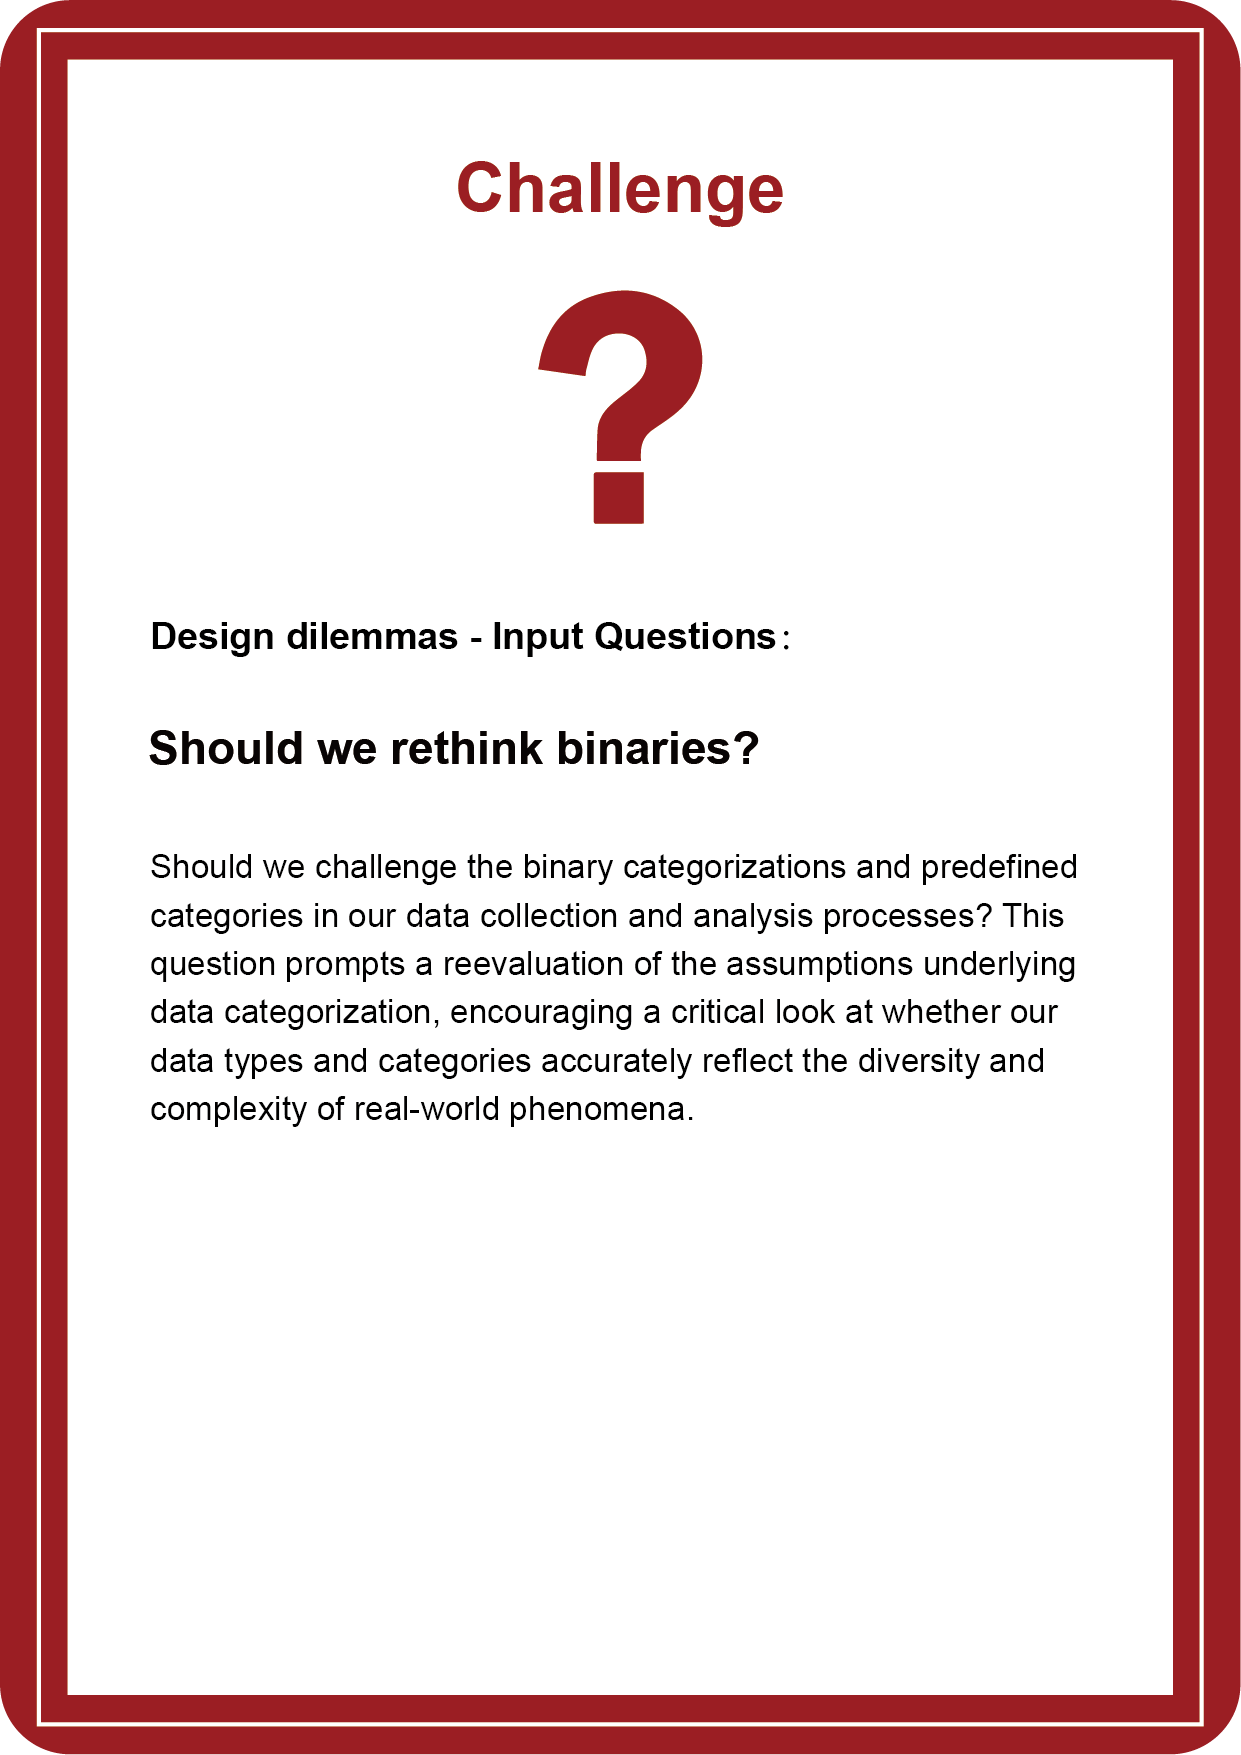 Challenge
?
Design dilemmas - Input Questions:
Should we rethink binaries?
Should we challenge the binary categorizations and predefined
categories in our data collection and analysis processes? This
question prompts a reevaluation of the assumptions underlying
data categorization, encouraging a critical look at whether our
data types and categories accurately reflect the diversity and
complexity of real-world phenomena.